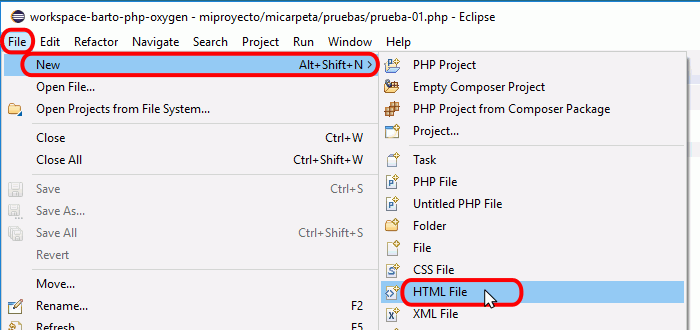 workspace-barto-php-oxygen - miproyecto/micarpeta/pruebas/prueba-01.php - Eclipse
File Edit Refactor Navigate Search Project Run Window Help
New Alt+Shift+N
Open File...
Open Projects from File System...
Close Ctrl+W
Close All Ctrl+Shift+W
Save Ctrl+S
Save As...
Save All Ctrl+Shift+S
Revert
Move...
Rename... F2
Refresh F5
PHP Project
Empty Composer Project
PHP Project from Composer Package
Project...
Task
PHP File
Untitled PHP File
Folder
File
CSS File
HTML File
XML File